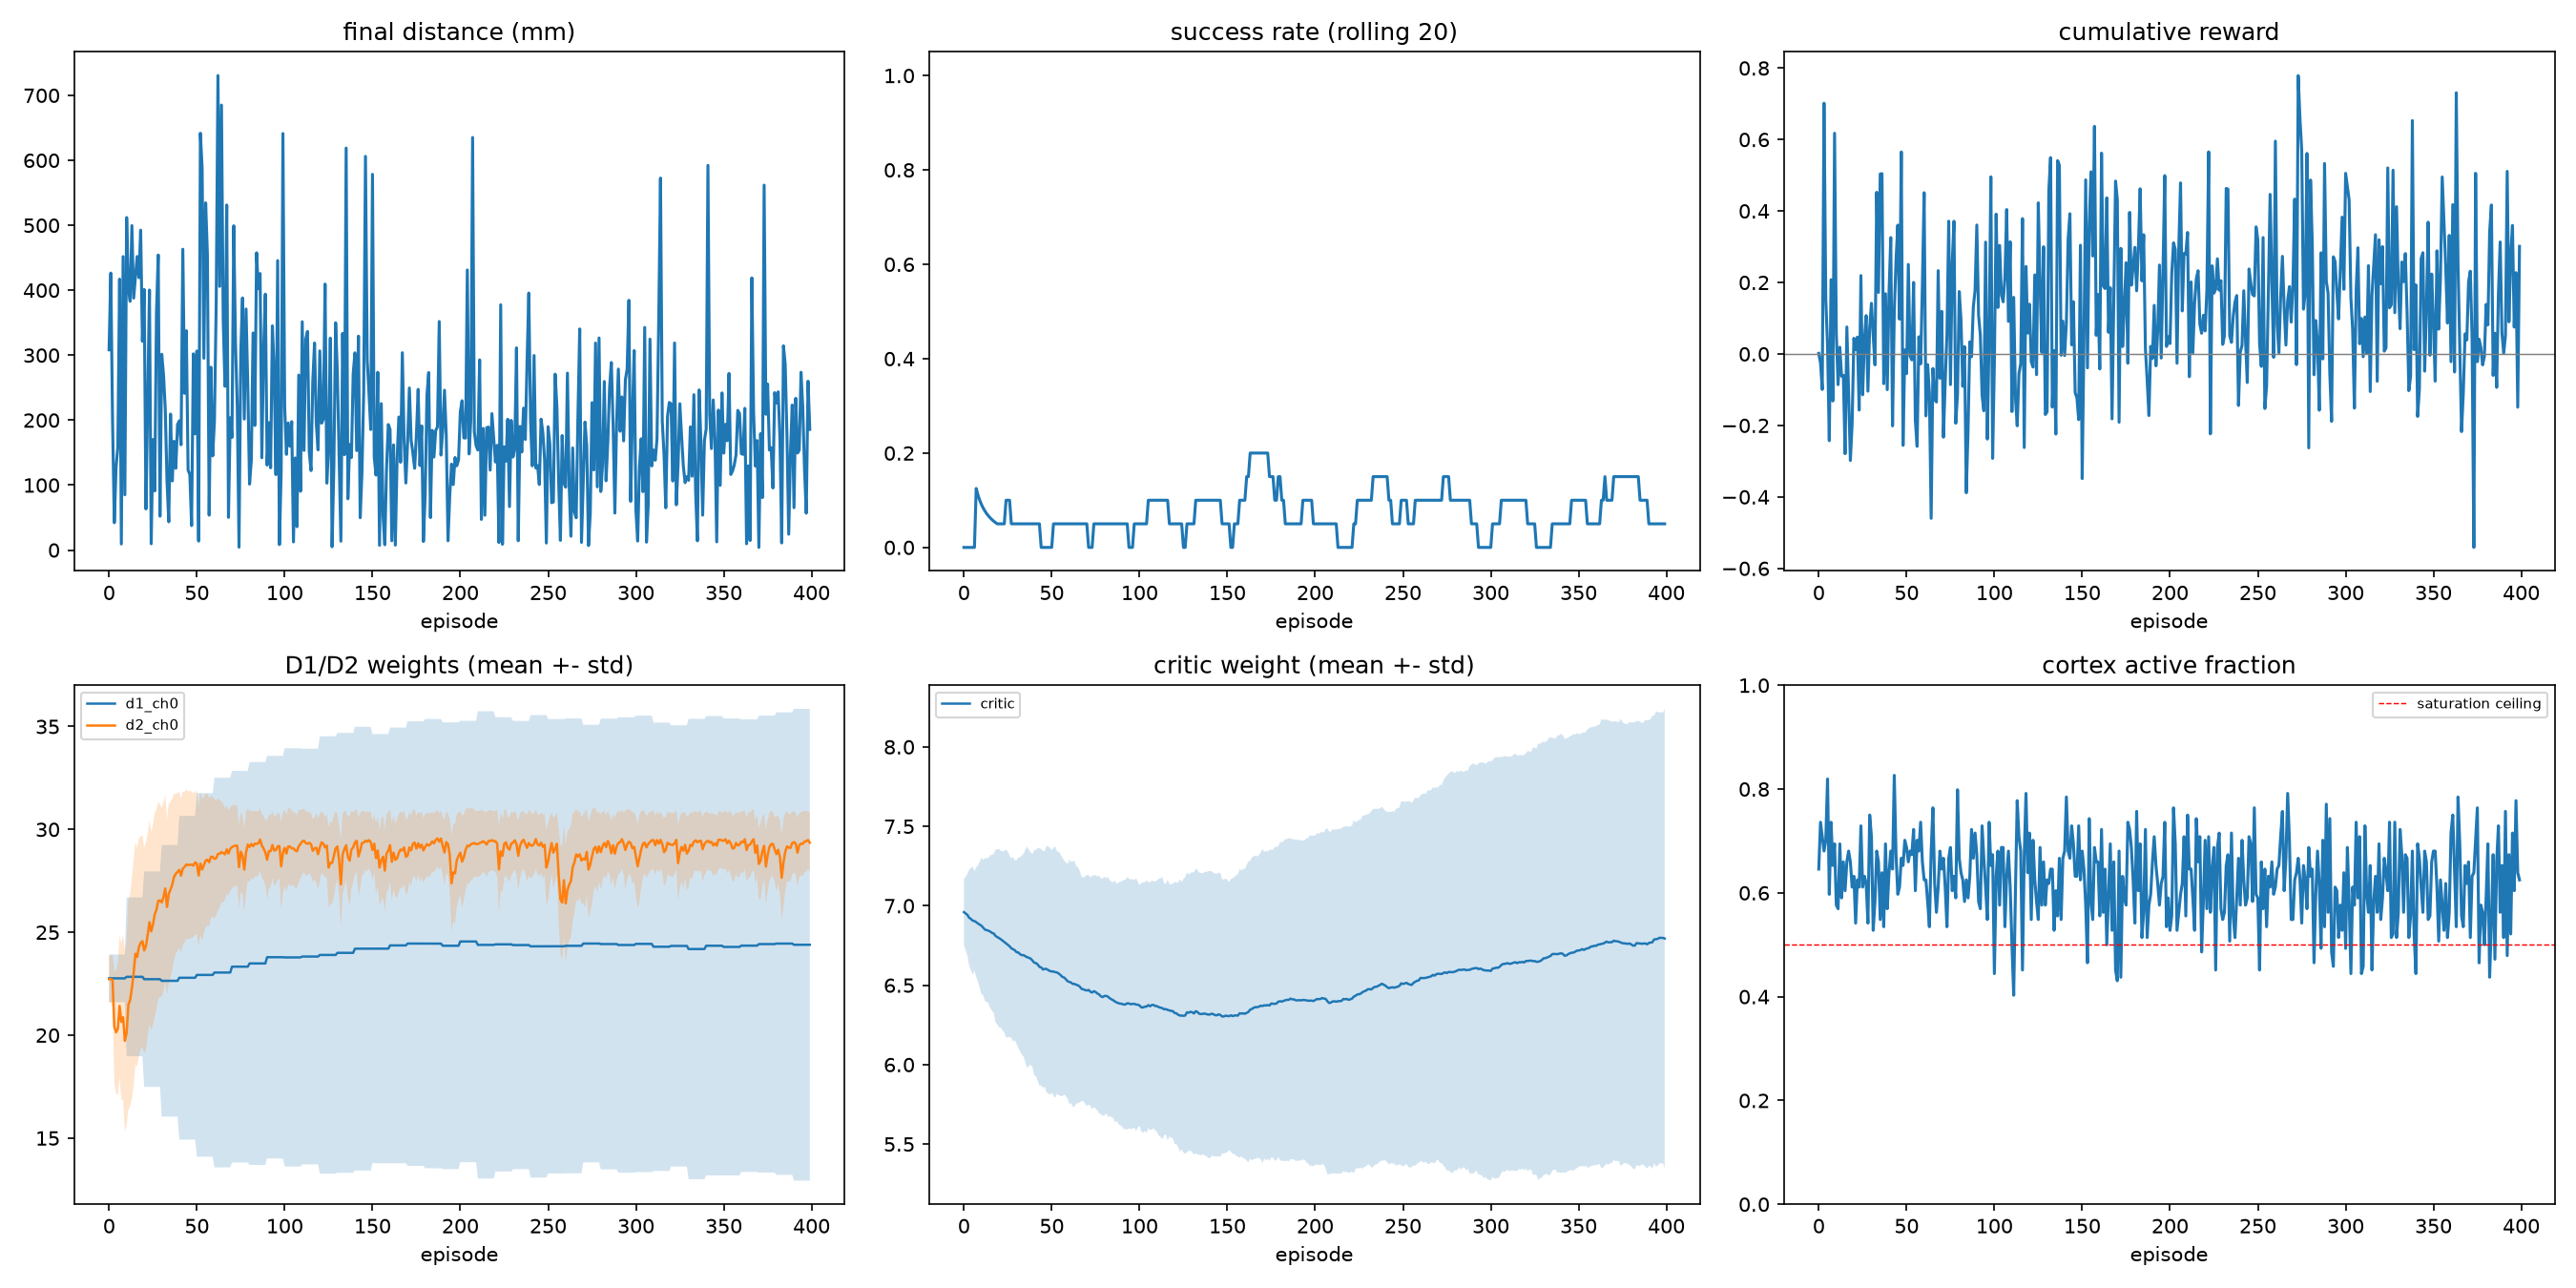 final distance (mm)
700
600
500
400
300
200
100
0
0 50 100 150 200 250 300 350 400
episode
success rate (rolling 20)
1.0
0.8
0.6
0.4
0.2
0.0
0 50 100 150 200 250 300 350 400
episode
cumulative reward
0.8
0.6
0.4
0.2
0.0
−0.2
−0.4
−0.6
0 50 100 150 200 250 300 350 400
episode
D1/D2 weights (mean +- std)
d1_ch0
d2_ch0
35
30
25
20
15
0 50 100 150 200 250 300 350 400
episode
critic weight (mean +- std)
critic
8.0
7.5
7.0
6.5
6.0
5.5
0 50 100 150 200 250 300 350 400
episode
cortex active fraction
saturation ceiling
1.0
0.8
0.6
0.4
0.2
0.0
0 50 100 150 200 250 300 350 400
episode